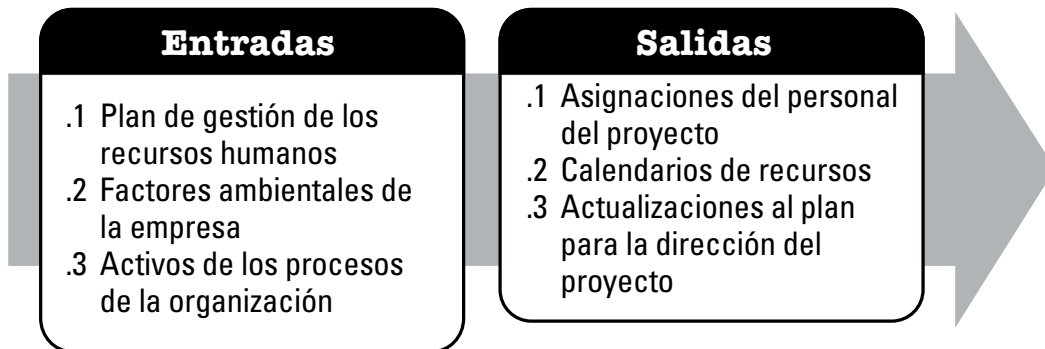 Entradas
.1 Plan de gestión de los
recursos humanos
.2 Factores ambientales de
la empresa
.3 Activos de los procesos
de la organización
Salidas
.1 Asignaciones del personal
del proyecto
.2 Calendarios de recursos
.3 Actualizaciones al plan
para la dirección del
proyecto